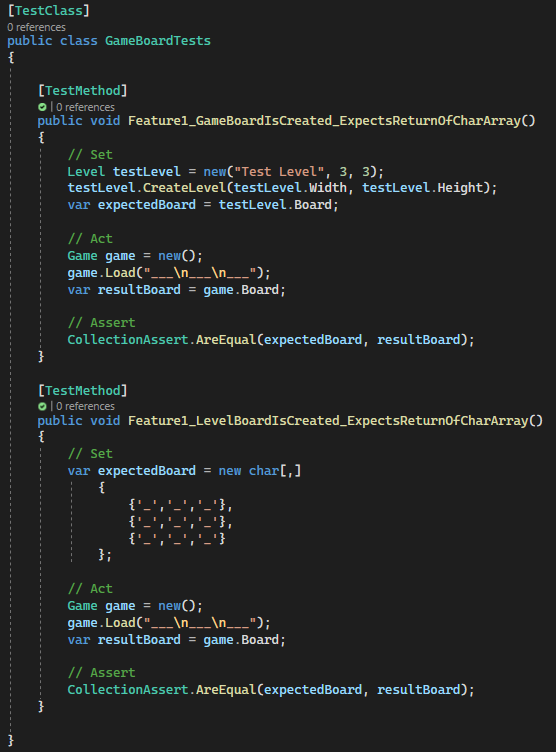 [TestClass]
0 references
public class GameBoardTests
{
[TestMethod]
| 0 references
public void Feature1_GameBoardIsCreated_ExpectsReturnOfCharArray()
{
// Set
Level testLevel = new("Test Level", 3, 3);
testLevel.CreateLevel(testLevel.Width, testLevel.Height);
var expectedBoard = testLevel.Board;
// Act
Game game = new();
game.Load("___\n___\n___");
var resultBoard = game.Board;
// Assert
CollectionAssert.AreEqual(expectedBoard, resultBoard);
}
[TestMethod]
| 0 references
public void Feature1_LevelBoardIsCreated_ExpectsReturnOfCharArray()
{
// Set
var expectedBoard = new char[,]
{
{'_','_','_'},
{'_','_','_'},
{'_','_','_'}
};
// Act
Game game = new();
game.Load("___\n___\n___");
var resultBoard = game.Board;
// Assert
CollectionAssert.AreEqual(expectedBoard, resultBoard);
}
}